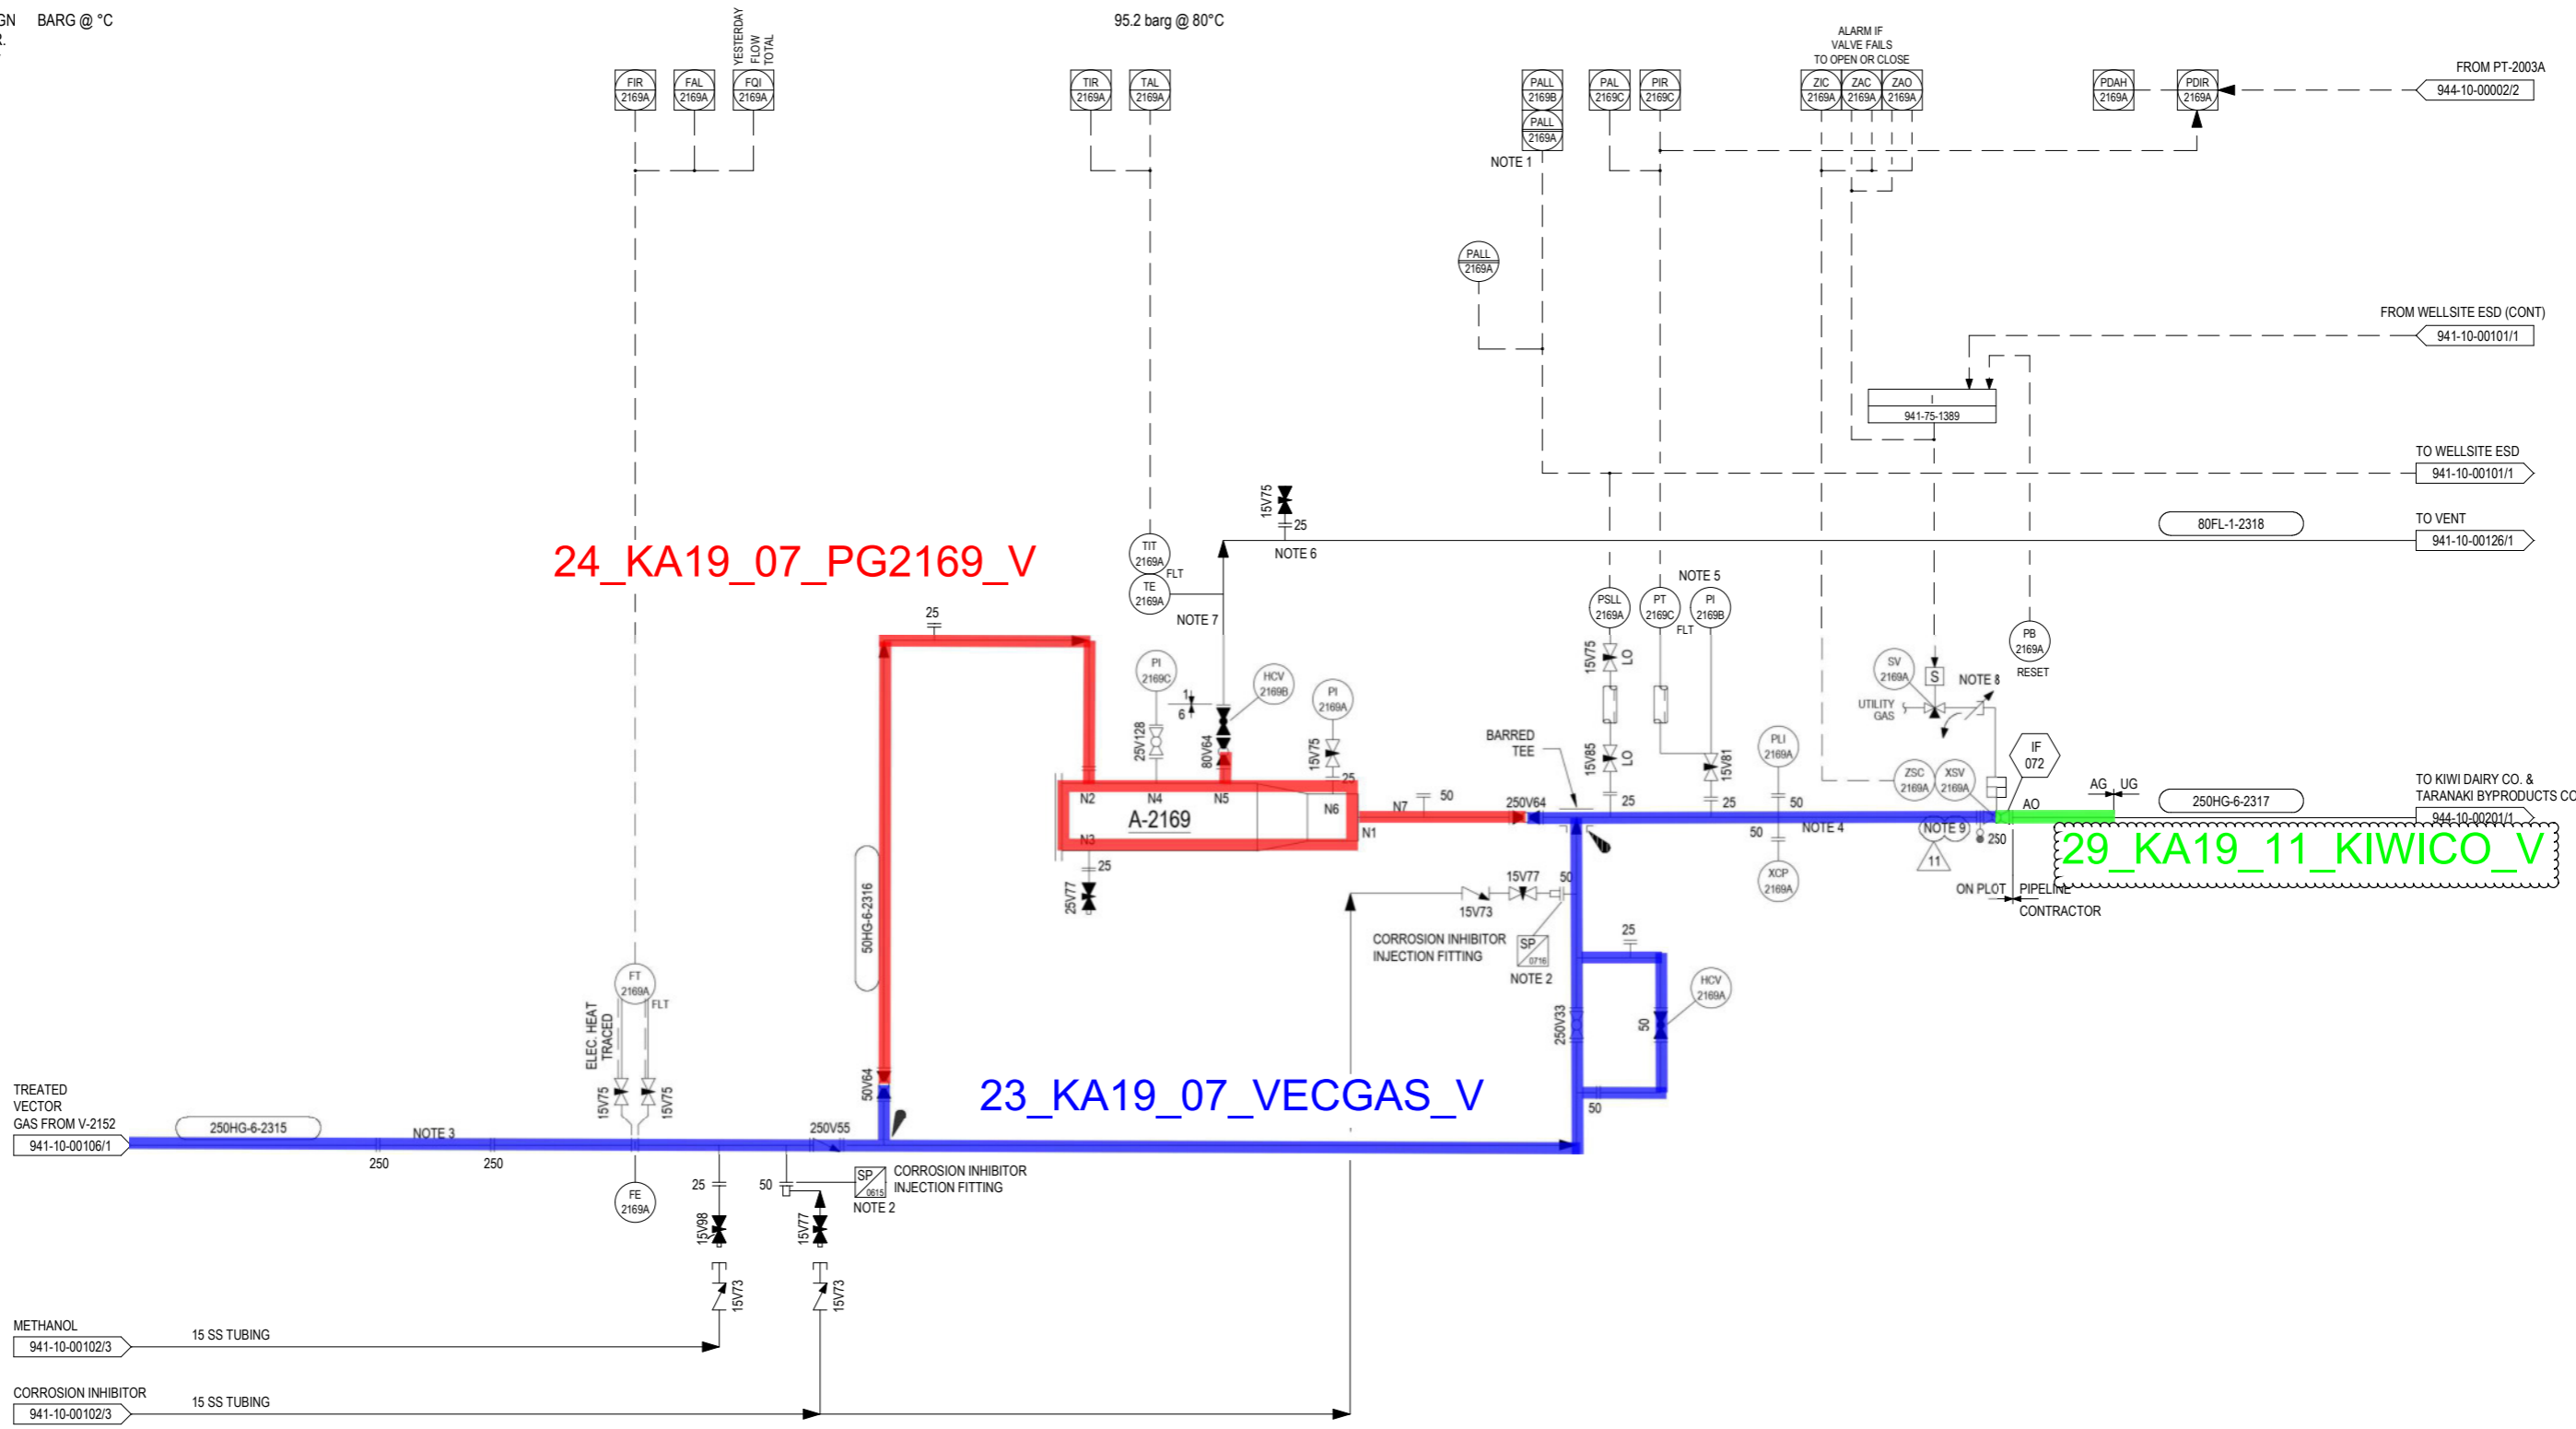 GN BARG @ °C
R.
95.2 barg @ 80°C
YESTERDAY
FLOW
TOTAL
FIR
2169A
FAL
2169A
FQI
2169A
TIR
2169A
TAL
2169A
PALL
2169B
PALL
2169A
NOTE 1
PAL
2169C
PIR
2169C
ALARM IF
VALVE FAILS
TO OPEN OR CLOSE
ZIC
2169A
ZAC
2169A
ZAO
2169A
PDAH
2169A
PDIR
2169A
FROM PT-2003A
944-10-00002/2
PALL
2169A
FROM WELLSITE ESD (CONT)
941-10-00101/1
I
941-75-1389
TO WELLSITE ESD
941-10-00101/1
15V75
25
NOTE 6
80FL-1-2318
TO VENT
941-10-00126/1
24_KA19_07_PG2169_V
TIT
2169A
FLT
TE
2169A
NOTE 7
PSLL
2169A
PT
2169C
FLT
NOTE 5
PI
2169B
PB
2169A
RESET
25
PI
2169C
1
6
HCV
2169B
PI
2169A
15V75
LO
SV
2169A
S
NOTE 8
UTILITY
GAS
25V128
80V64
15V75
25
BARRED
TEE
15V85
LO
15V81
PLI
2169A
IF
072
ZSC
2169A
XSV
2169A
AO
AG
UG
250HG-6-2317
TO KIWI DAIRY CO. &
TARANAKI BYPRODUCTS CO
944-10-00201/1
N2
N4
N5
N6
A-2169
N3
N1
N7
50
250V64
25
25
50
50
NOTE 4
NOTE 9
250
11
29_KA19_11_KIWICO_V
25
25V77
50HG-6-2316
15V77
50
15V73
XCP
2169A
ON PLOT
PIPELINE
CONTRACTOR
CORROSION INHIBITOR
INJECTION FITTING
SP
0716
NOTE 2
25
HCV
2169A
250V33
50
50
FT
2169A
FLT
ELEC. HEAT
TRACED
15V75
15V75
50V64
23_KA19_07_VECGAS_V
TREATED
VECTOR
GAS FROM V-2152
941-10-00106/1
250HG-6-2315
NOTE 3
250
250
250V55
FE
2169A
25
50
SP
0615
NOTE 2
CORROSION INHIBITOR
INJECTION FITTING
15V98
15V77
15V73
15V73
METHANOL
941-10-00102/3
15 SS TUBING
CORROSION INHIBITOR
941-10-00102/3
15 SS TUBING